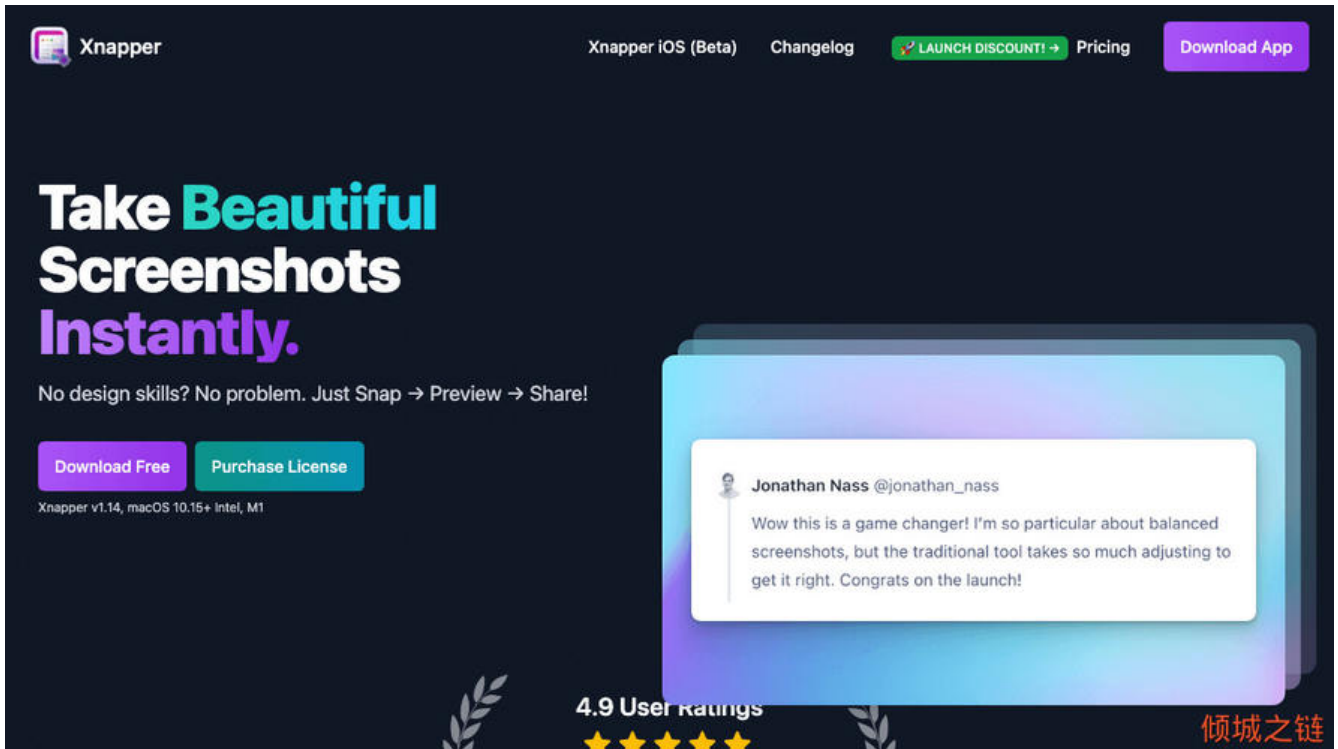 Xnapper
Xnapper iOS (Beta)
Changelog
🚀 LAUNCH DISCOUNT! →
Pricing
Download App
Take Beautiful
Screenshots
Instantly.
No design skills? No problem. Just Snap → Preview → Share!
Download Free
Purchase License
Xnapper v1.14, macOS 10.15+ Intel, M1
Jonathan Nass @jonathan_nass
Wow this is a game changer! I'm so particular about balanced
screenshots, but the traditional tool takes so much adjusting to
get it right. Congrats on the launch!
4.9 User Ratings
倾城之链